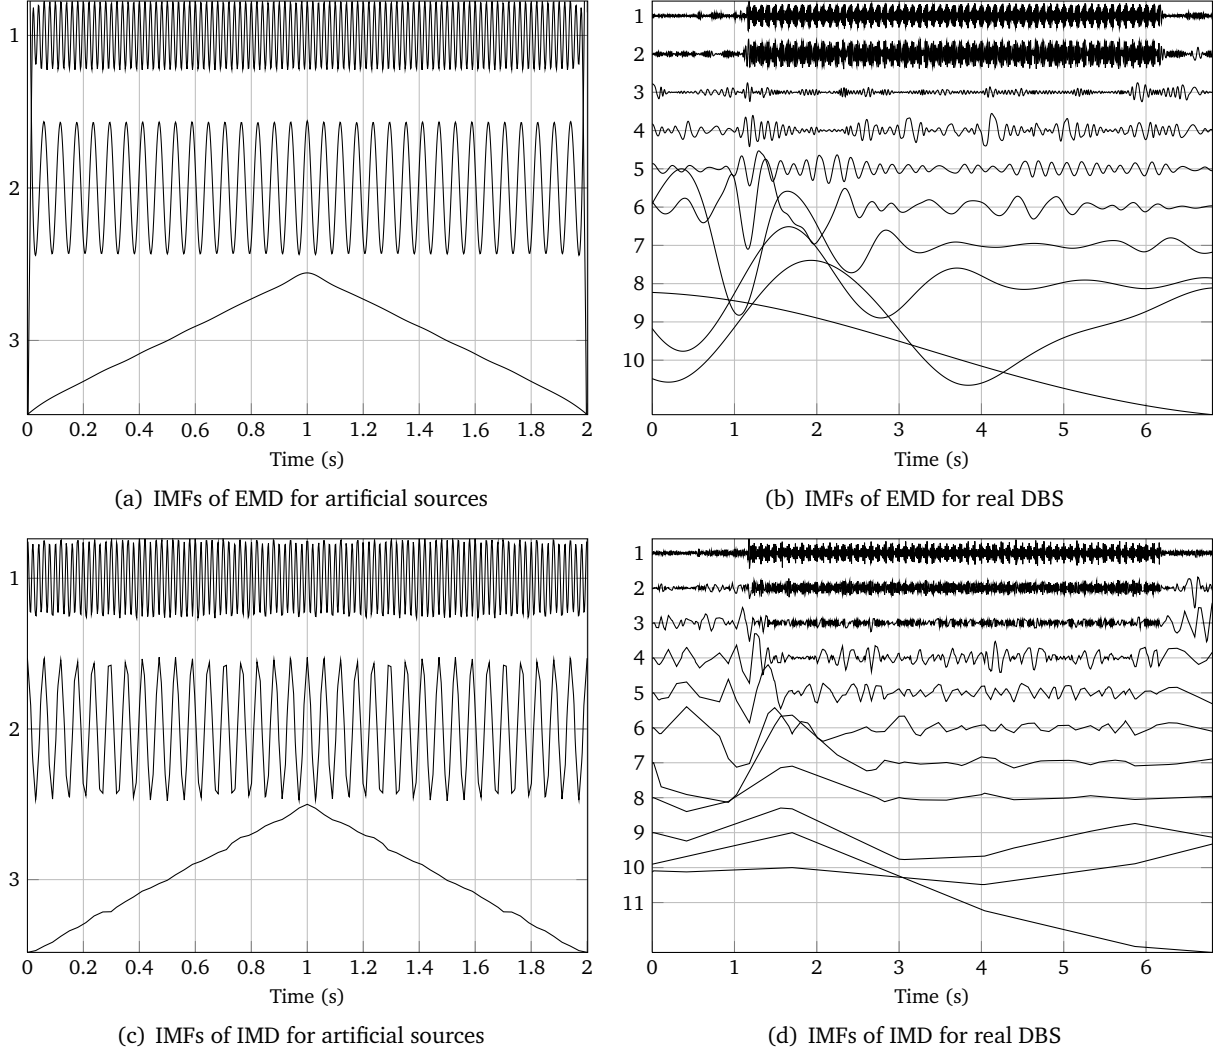 1
2
3
0 0.2 0.4 0.6 0.8 1 1.2 1.4 1.6 1.8 2
Time (s)
(a) IMFs of EMD for artificial sources
1
2
3
4
5
6
7
8
9
10
0 1 2 3 4 5 6
Time (s)
(b) IMFs of EMD for real DBS
1
2
3
0 0.2 0.4 0.6 0.8 1 1.2 1.4 1.6 1.8 2
Time (s)
(c) IMFs of IMD for artificial sources
1
2
3
4
5
6
7
8
9
10
11
0 1 2 3 4 5 6
Time (s)
(d) IMFs of IMD for real DBS